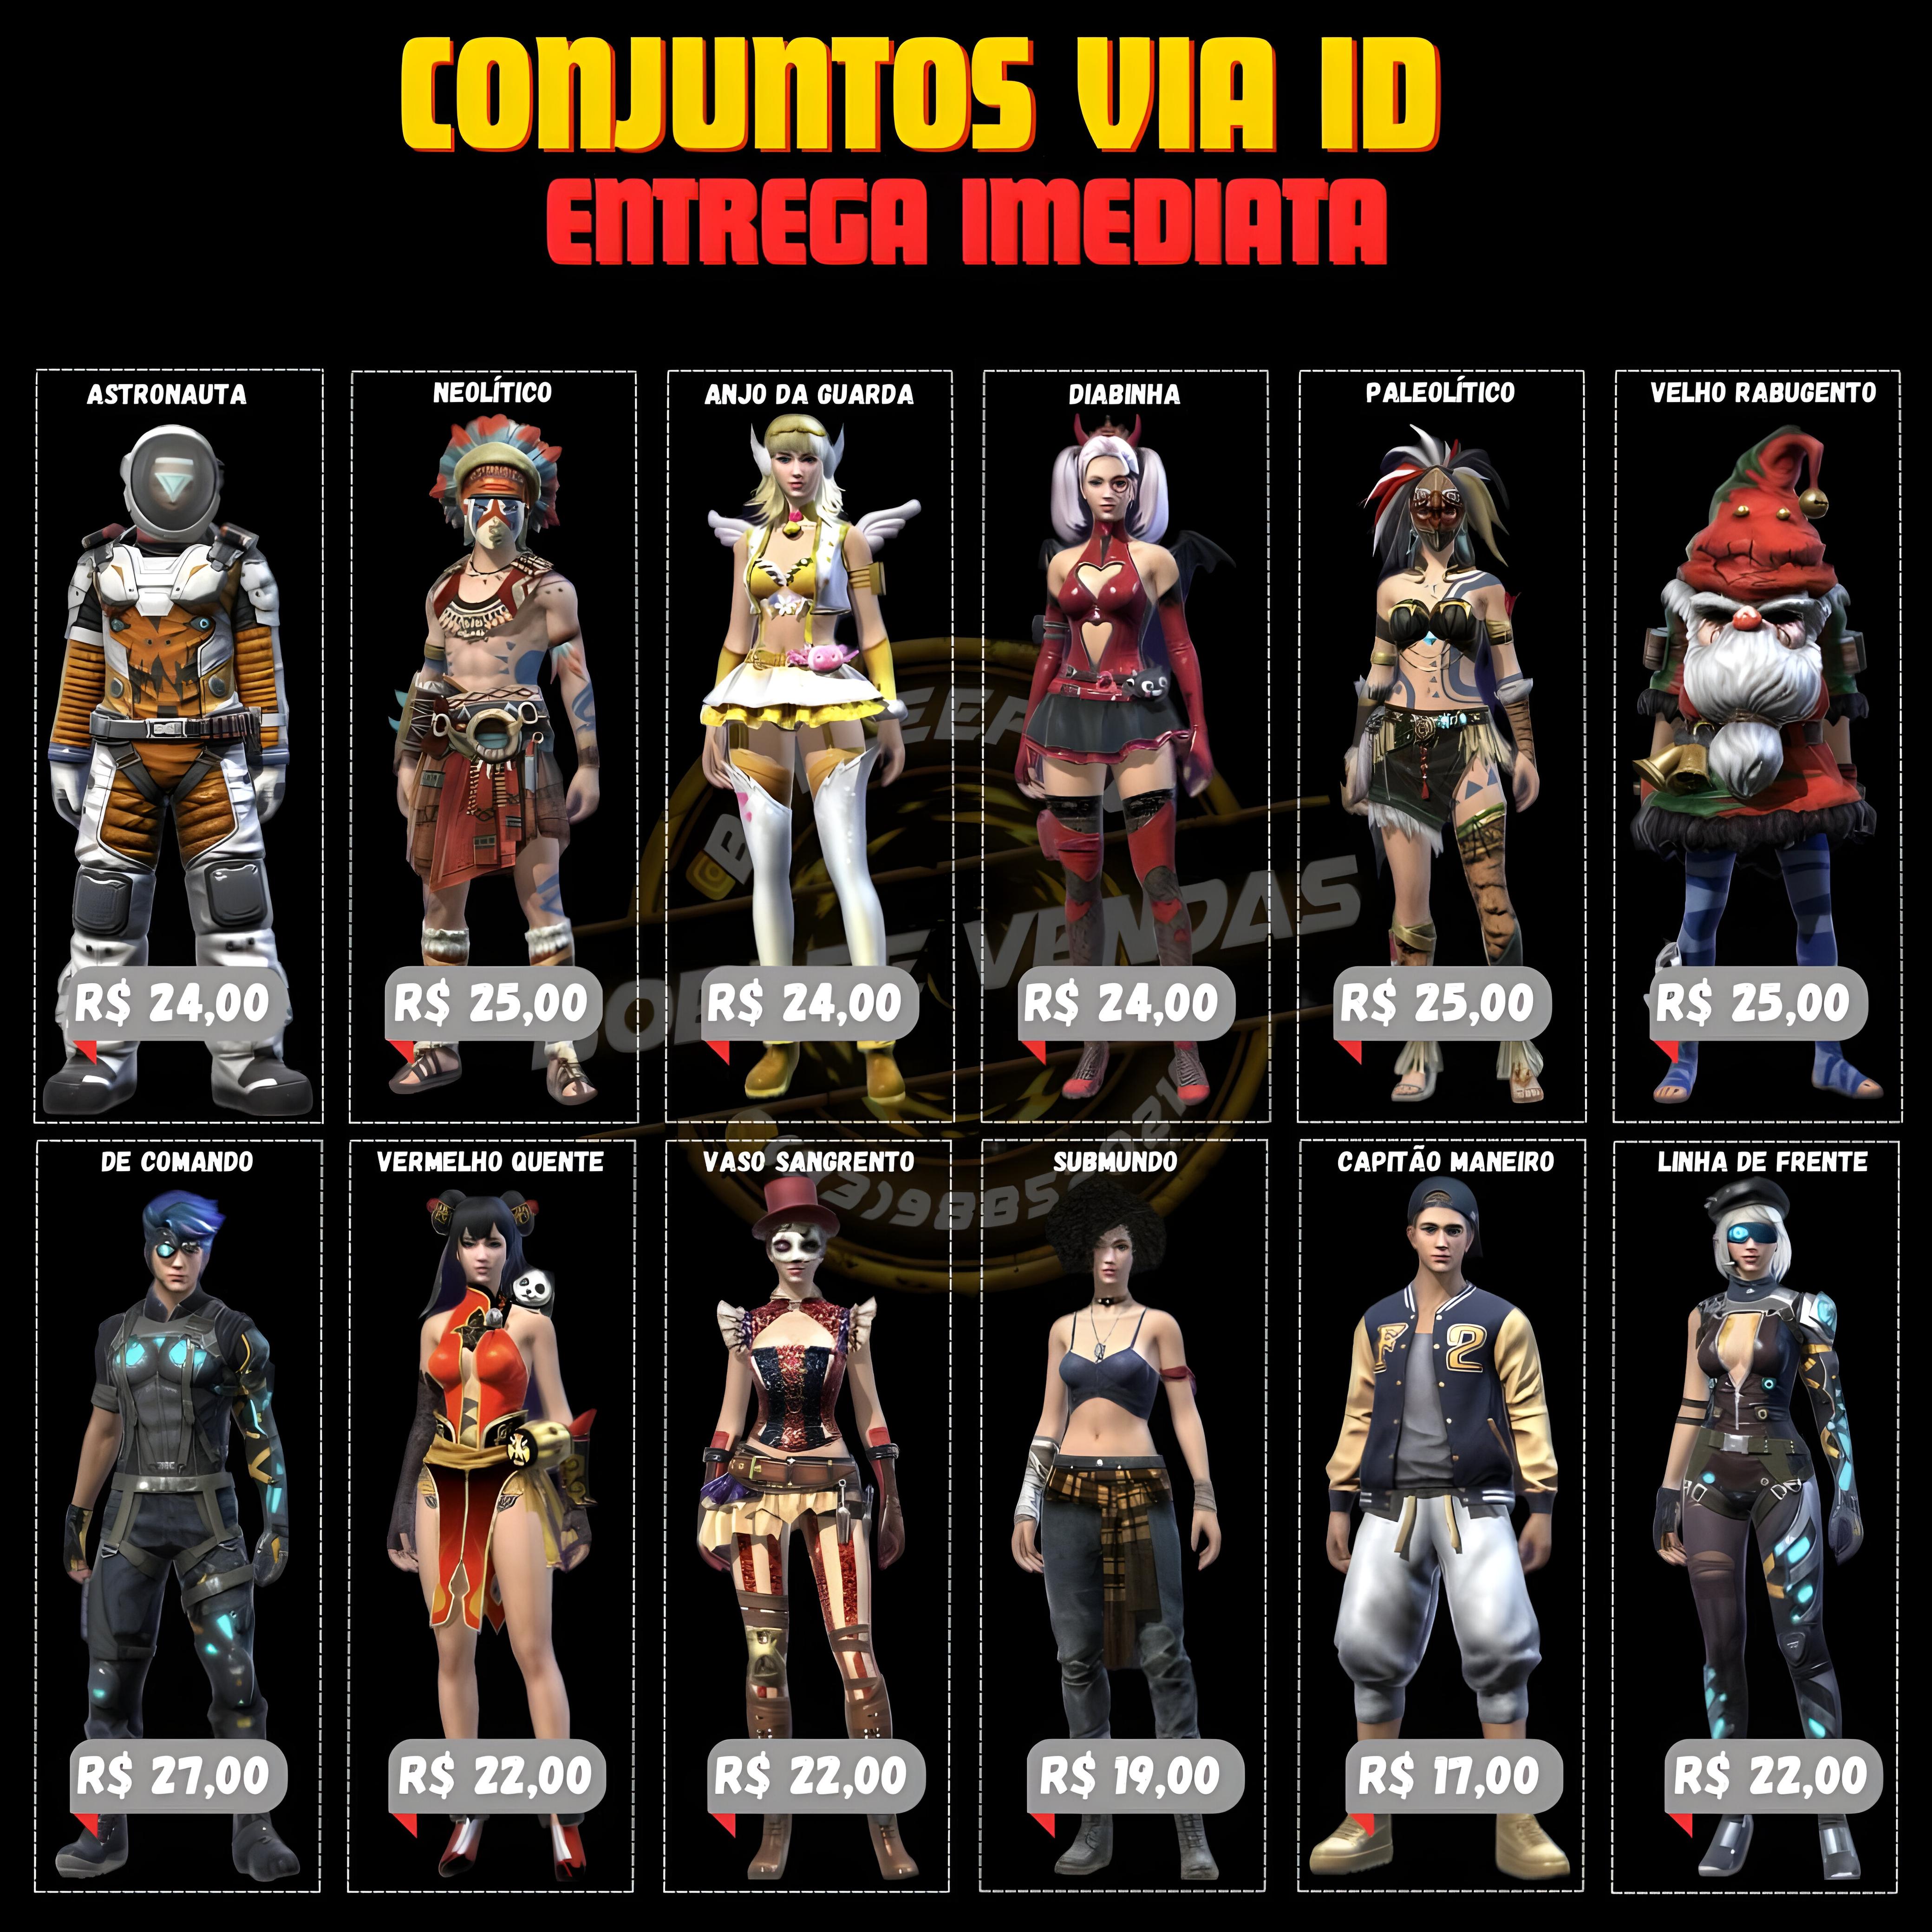 CONJUNTOS VIA ID
ENTREGA IMEDIATA
ASTRONAUTA
NEOLÍTICO
ANJO DA GUARDA
DIABINHA
PALEOLÍTICO
VELHO RABUGENTO
R$ 24,00
R$ 25,00
R$ 24,00
R$ 24,00
R$ 25,00
R$ 25,00
VENDAS
DE COMANDO
VERMELHO QUENTE
VASO SANGRENTO
SUBMUNDO
CAPITÃO MANEIRO
LINHA DE FRENTE
F 2
R$ 27,00
R$ 22,00
R$ 22,00
R$ 19,00
R$ 17,00
R$ 22,00